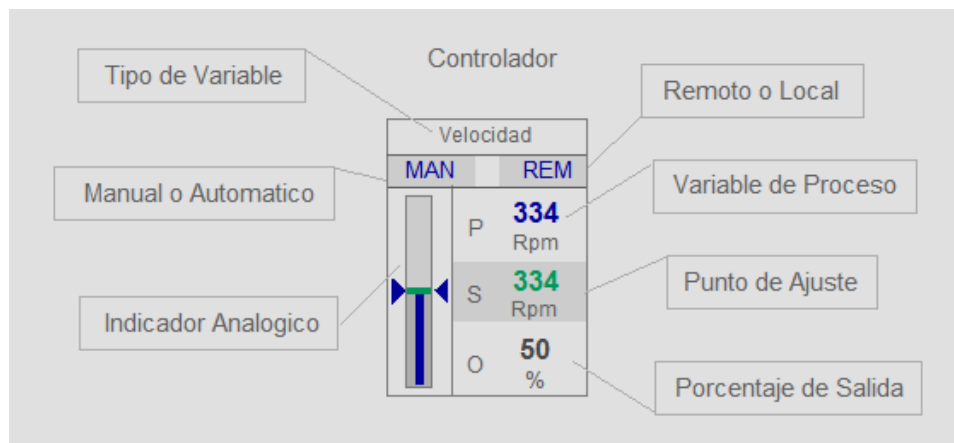 Controlador
Tipo de Variable
Remoto o Local
Velocidad
MAN REM
Manual o Automatico
Variable de Proceso
P 334
Rpm
Punto de Ajuste
S 334
Rpm
Indicador Analogico
O 50
%
Porcentaje de Salida